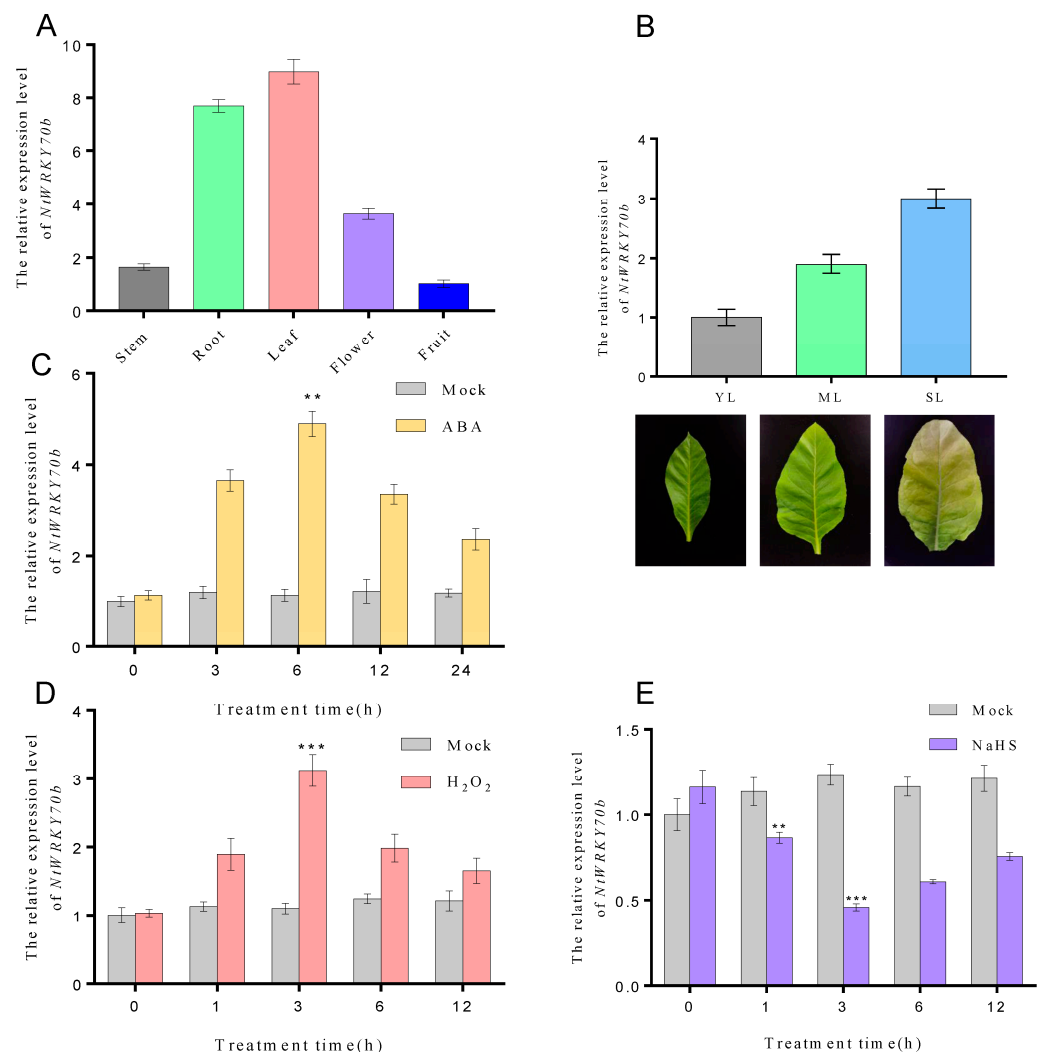 A
The relative expression level
of NtWRKY70b
10
8
6
4
2
0
Stem
Root
Leaf
Flower
Fruit
B
The relative expression level
of NtWRKY70b
4
3
2
1
0
YL
ML
SL
C
The relative expression level
of NtWRKY70b
6
4
2
0
**
Mock
ABA
0
3
6
12
24
Treatment time(h)
D
The relative expression level
of NtWRKY70b
4
3
2
1
0
***
Mock
H₂O₂
0
1
3
6
12
Treatment time(h)
E
The relative expression level
of NtWRKY70b
1.5
1.0
0.5
0.0
Mock
NaHS
**
***
0
1
3
6
12
Treatment time(h)